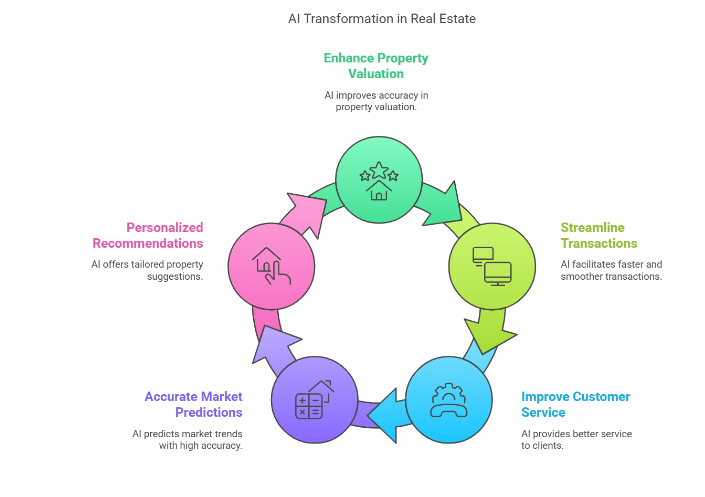 AI Transformation in Real Estate
Enhance Property
Valuation
AI improves accuracy in
property valuation.
Personalized
Recommendations
AI offers tailored property
suggestions.
Streamline
Transactions
AI facilitates faster and
smoother transactions.
Accurate Market
Predictions
AI predicts market trends
with high accuracy.
Improve Customer
Service
AI provides better service
to clients.